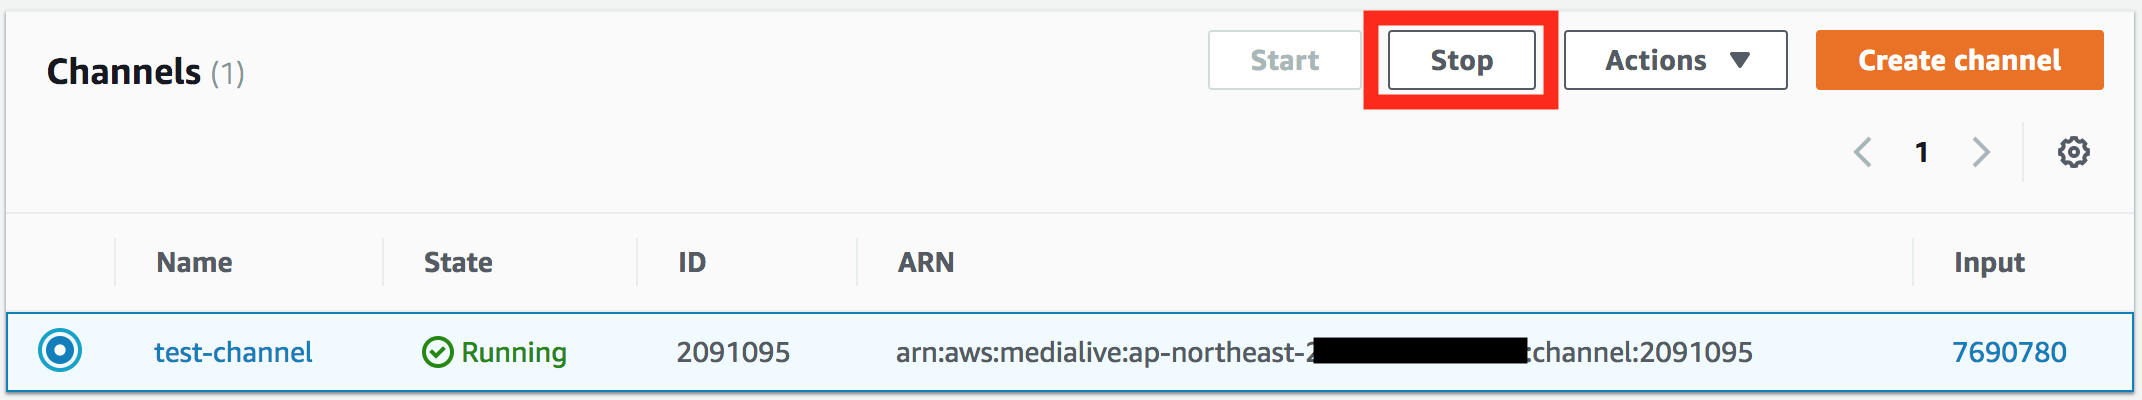 Channels (1)
Start
Stop
Actions
Create channel
1
Name State ID ARN Input
test-channel Running 2091095 arn:aws:medialive:ap-northeast-2 :channel:2091095 7690780